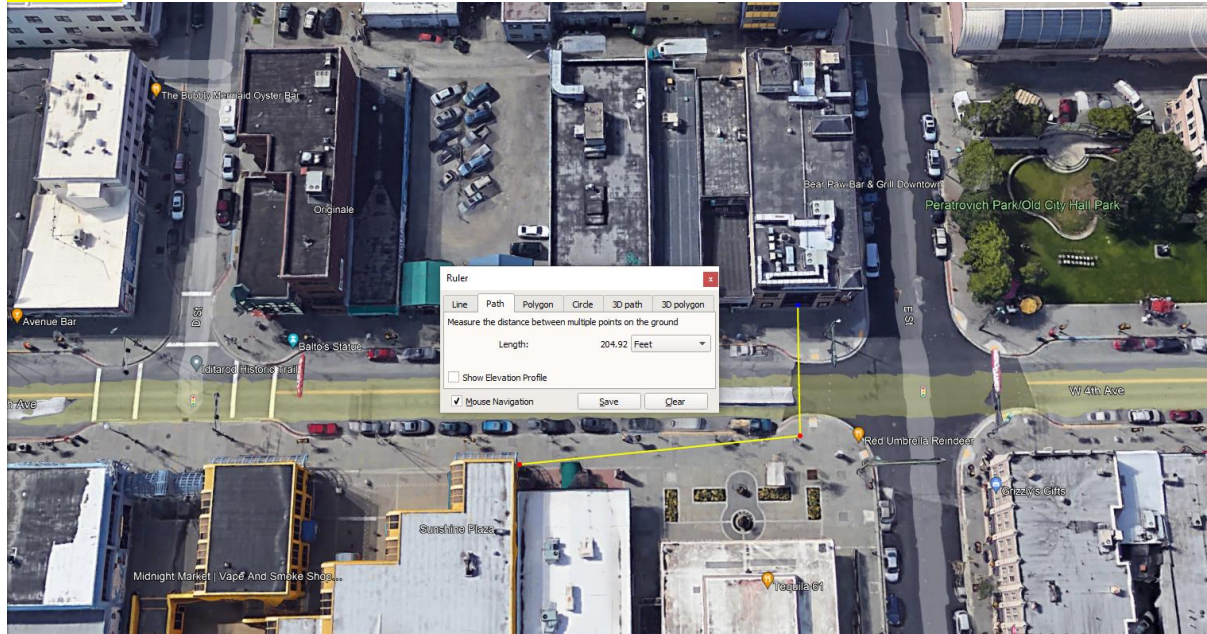 The Bubbly Mermaid Oyster Bar
Originale
Bear Paw Bar & Grill Downtown
Peratrovich Park/Old City Hall Park
D St
E St
Avenue Bar
Balto's Statue
Iditarod Historic Trail
Ruler
x
Line Path Polygon Circle 3D path 3D polygon
Measure the distance between multiple points on the ground
Length: 204.92 Feet
Show Elevation Profile
Mouse Navigation Save Clear
h Ave
W 4th Ave
Red Umbrella Reindeer
Grizzly's Gifts
Sunshine Plaza
Midnight Market | Vape And Smoke Shop...
Tequila 61